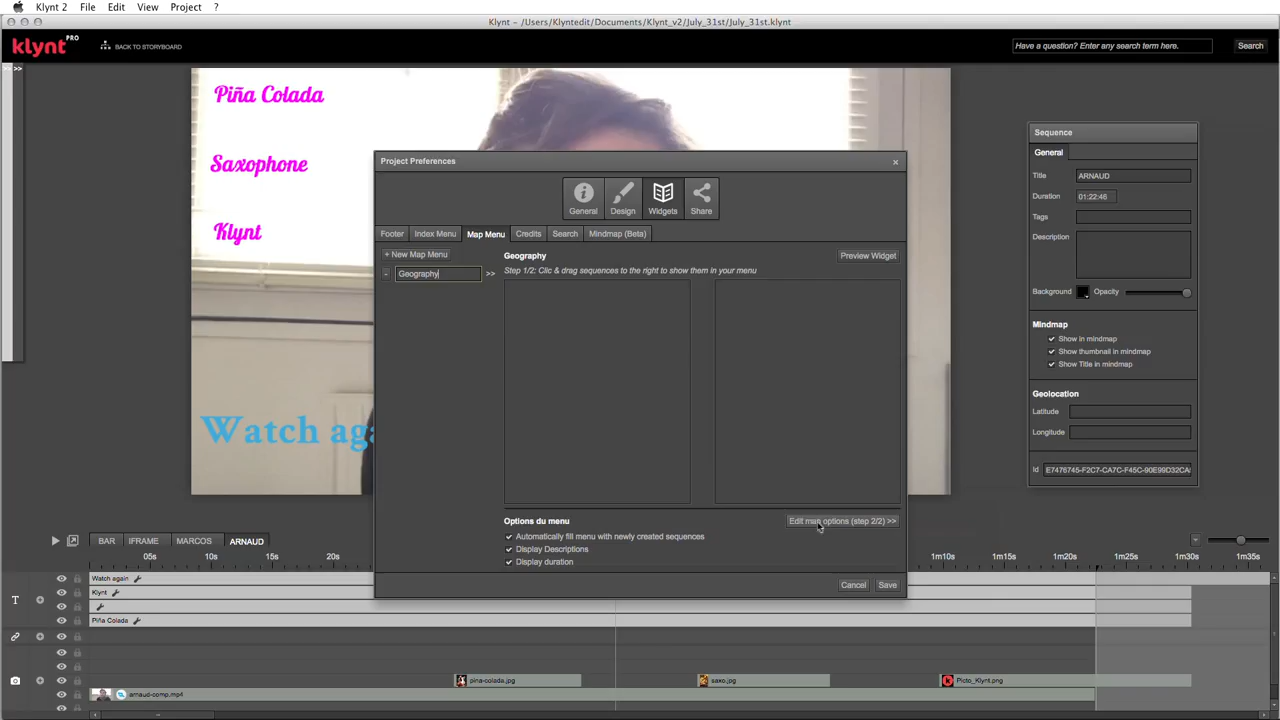 Klynt 2 File Edit View Project ?
Klynt – /Users/Klyntedit/Documents/Klynt_v2/July_31st/July_31st.klynt
klynt PRO
BACK TO STORYBOARD
Have a question? Enter any search term here.
Search
>> >>
Piña Colada
Saxophone
Klynt
Watch aga
Project Preferences
General Design Widgets Share
Footer Index Menu Map Menu Credits Search Mindmap (Beta)
+ New Map Menu
- Geography >>
Geography
Preview Widget
Step 1/2: Clic & drag sequences to the right to show them in your menu
Options du menu
Edit map options (step 2/2) >>
Automatically fill menu with newly created sequences
Display Descriptions
Display duration
Cancel Save
Sequence
General
Title ARNAUD
Duration 01:22:46
Tags
Description
Background Opacity
Mindmap
Show in mindmap
Show thumbnail in mindmap
Show Title in mindmap
Geolocation
Latitude
Longitude
Id E7476745-F2C7-CA7C-F45C-90E99D32CA
BAR IFRAME MARCOS ARNAUD
05s 10s 15s 20s 1m10s 1m15s 1m20s 1m25s 1m30s 1m35s
Watch again
Klynt
T
Piña Colada
pina-colada.jpg saxo.jpg Picto_Klynt.png
arnaud-comp.mp4